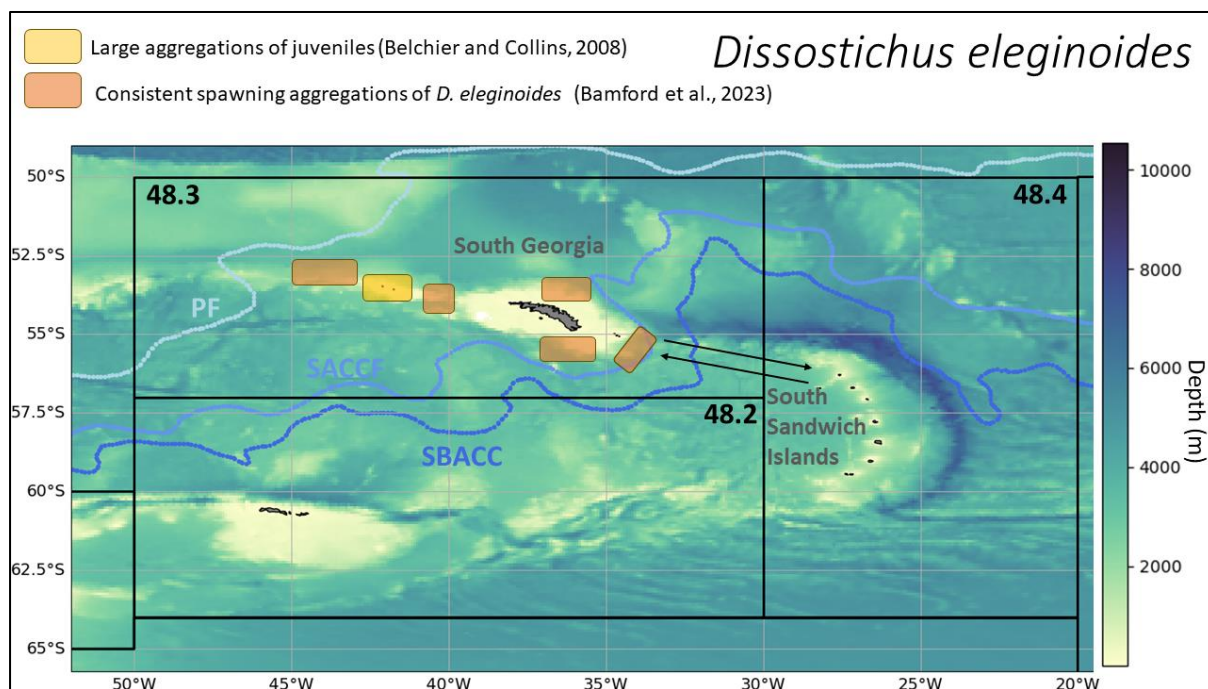 Large aggregations of juveniles (Belchier and Collins, 2008)
Dissostichus eleginoides
Consistent spawning aggregations of D. eleginoides (Bamford et al., 2023)
50°S
48.3
48.4
10000
52.5°S
South Georgia
8000
PF
55°S
6000
SACCF
57.5°S
48.2
South
Sandwich
Islands
SBACC
4000
60°S
62.5°S
2000
65°S
50°W
45°W
40°W
35°W
30°W
25°W
20°W
Depth (m)